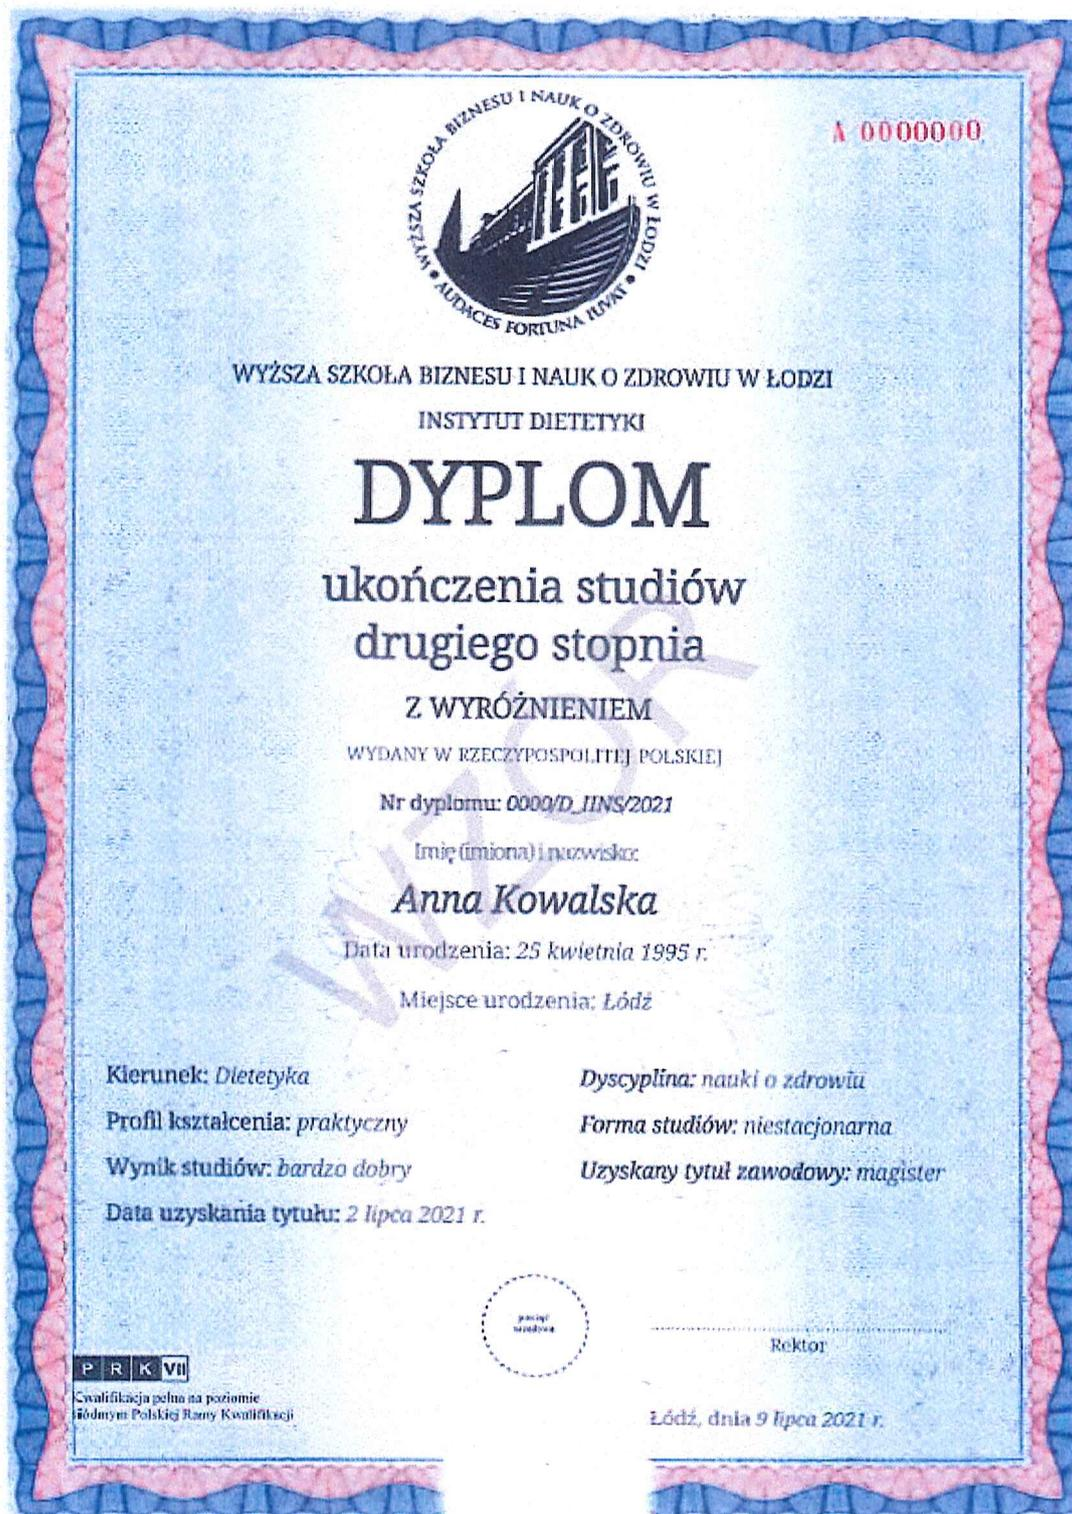 WYŻSZA SZKOŁA BIZNESU I NAUK O ZDROWIU W ŁODZI
AUDACES FORTUNA IUVAT
A 0000000
WYŻSZA SZKOŁA BIZNESU I NAUK O ZDROWIU W ŁODZI
INSTYTUT DIETETYKI
DYPLOM
ukończenia studiów
drugiego stopnia
Z WYRÓŻNIENIEM
WYDANY W RZECZYPOSPOLITEJ POLSKIEJ
Nr dyplomu: 0000/D_IINS/2021
Imię (imiona) i nazwisko:
Anna Kowalska
Data urodzenia: 25 kwietnia 1995 r.
Miejsce urodzenia: Łódź
WZÓR
Kierunek: Dietetyka
Profil kształcenia: praktyczny
Wynik studiów: bardzo dobry
Data uzyskania tytułu: 2 lipca 2021 r.
Dyscyplina: nauki o zdrowiu
Forma studiów: niestacjonarna
Uzyskany tytuł zawodowy: magister
pieczęć
urzędowa
Rektor
PRK VII
Kwalifikacja pełna na poziomie
siódmym Polskiej Ramy Kwalifikacji
Łódź, dnia 9 lipca 2021 r.